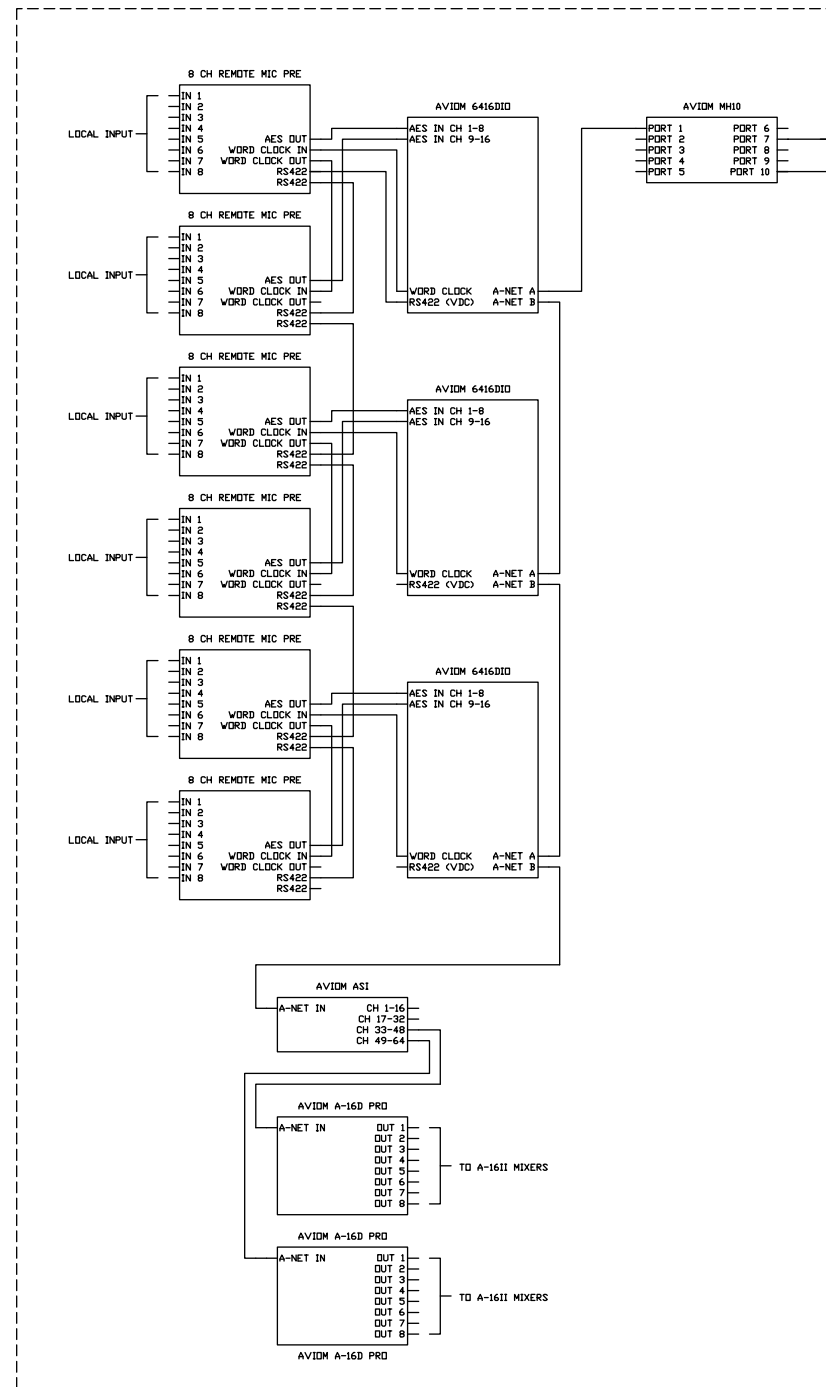 8 CH REMOTE MIC PRE
LOCAL INPUT
IN 1
IN 2
IN 3
IN 4
IN 5
IN 6
IN 7
IN 8
AES OUT
WORD CLOCK IN
WORD CLOCK OUT
RS422
RS422
AVIOM 6416DIO
AES IN CH 1-8
AES IN CH 9-16
WORD CLOCK
RS422 (VDC)
A-NET A
A-NET B
AVIOM MH10
PORT 1
PORT 2
PORT 3
PORT 4
PORT 5
PORT 6
PORT 7
PORT 8
PORT 9
PORT 10
8 CH REMOTE MIC PRE
LOCAL INPUT
IN 1
IN 2
IN 3
IN 4
IN 5
IN 6
IN 7
IN 8
AES OUT
WORD CLOCK IN
WORD CLOCK OUT
RS422
RS422
8 CH REMOTE MIC PRE
LOCAL INPUT
IN 1
IN 2
IN 3
IN 4
IN 5
IN 6
IN 7
IN 8
AES OUT
WORD CLOCK IN
WORD CLOCK OUT
RS422
RS422
AVIOM 6416DIO
AES IN CH 1-8
AES IN CH 9-16
WORD CLOCK
RS422 (VDC)
A-NET A
A-NET B
8 CH REMOTE MIC PRE
LOCAL INPUT
IN 1
IN 2
IN 3
IN 4
IN 5
IN 6
IN 7
IN 8
AES OUT
WORD CLOCK IN
WORD CLOCK OUT
RS422
RS422
8 CH REMOTE MIC PRE
LOCAL INPUT
IN 1
IN 2
IN 3
IN 4
IN 5
IN 6
IN 7
IN 8
AES OUT
WORD CLOCK IN
WORD CLOCK OUT
RS422
RS422
AVIOM 6416DIO
AES IN CH 1-8
AES IN CH 9-16
WORD CLOCK
RS422 (VDC)
A-NET A
A-NET B
8 CH REMOTE MIC PRE
LOCAL INPUT
IN 1
IN 2
IN 3
IN 4
IN 5
IN 6
IN 7
IN 8
AES OUT
WORD CLOCK IN
WORD CLOCK OUT
RS422
RS422
AVIOM ASI
A-NET IN
CH 1-16
CH 17-32
CH 33-48
CH 49-64
AVIOM A-16D PRO
A-NET IN
OUT 1
OUT 2
OUT 3
OUT 4
OUT 5
OUT 6
OUT 7
OUT 8
TO A-16II MIXERS
AVIOM A-16D PRO
A-NET IN
OUT 1
OUT 2
OUT 3
OUT 4
OUT 5
OUT 6
OUT 7
OUT 8
TO A-16II MIXERS
AVIOM A-16D PRO